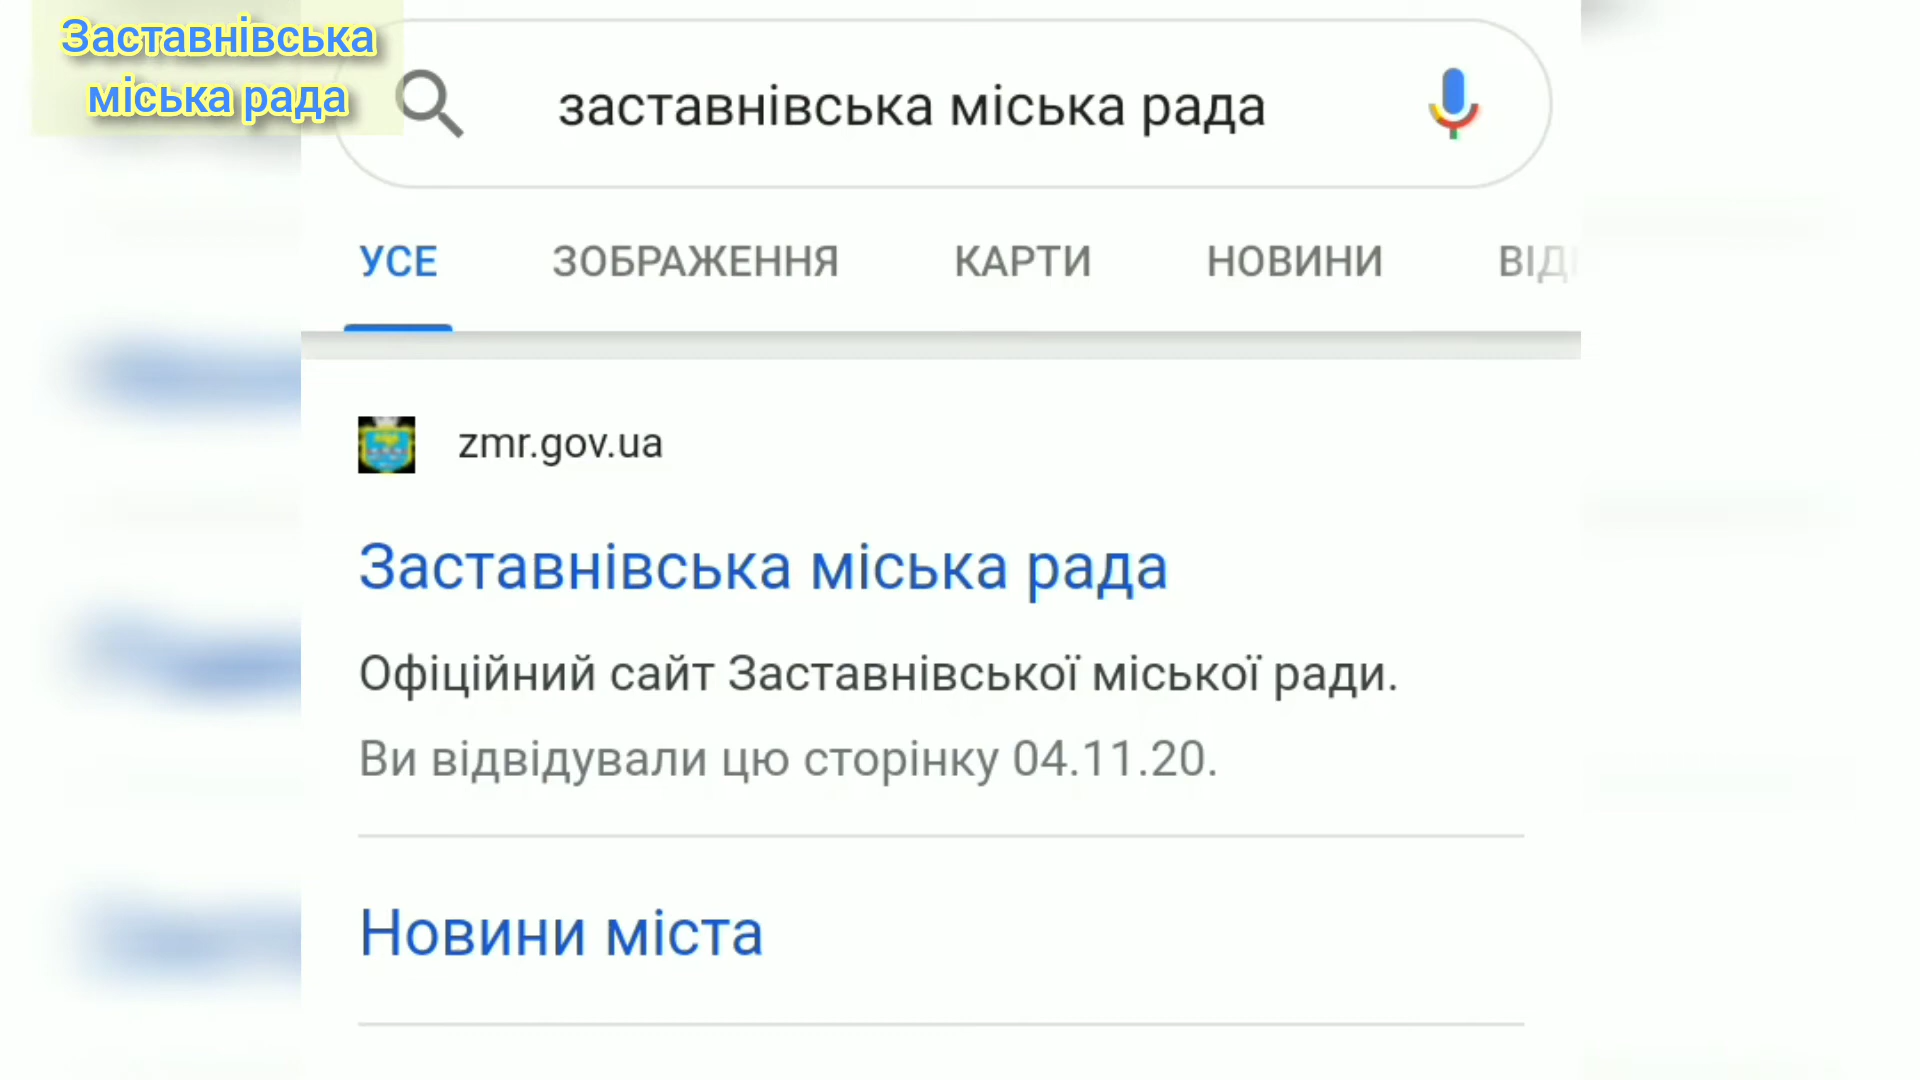 Заставнівська
міська рада
заставнівська міська рада
УСЕ ЗОБРАЖЕННЯ КАРТИ НОВИНИ
zmr.gov.ua
Заставнівська міська рада
Офіційний сайт Заставнівської міської ради.
Ви відвідували цю сторінку 04.11.20.
Новини міста